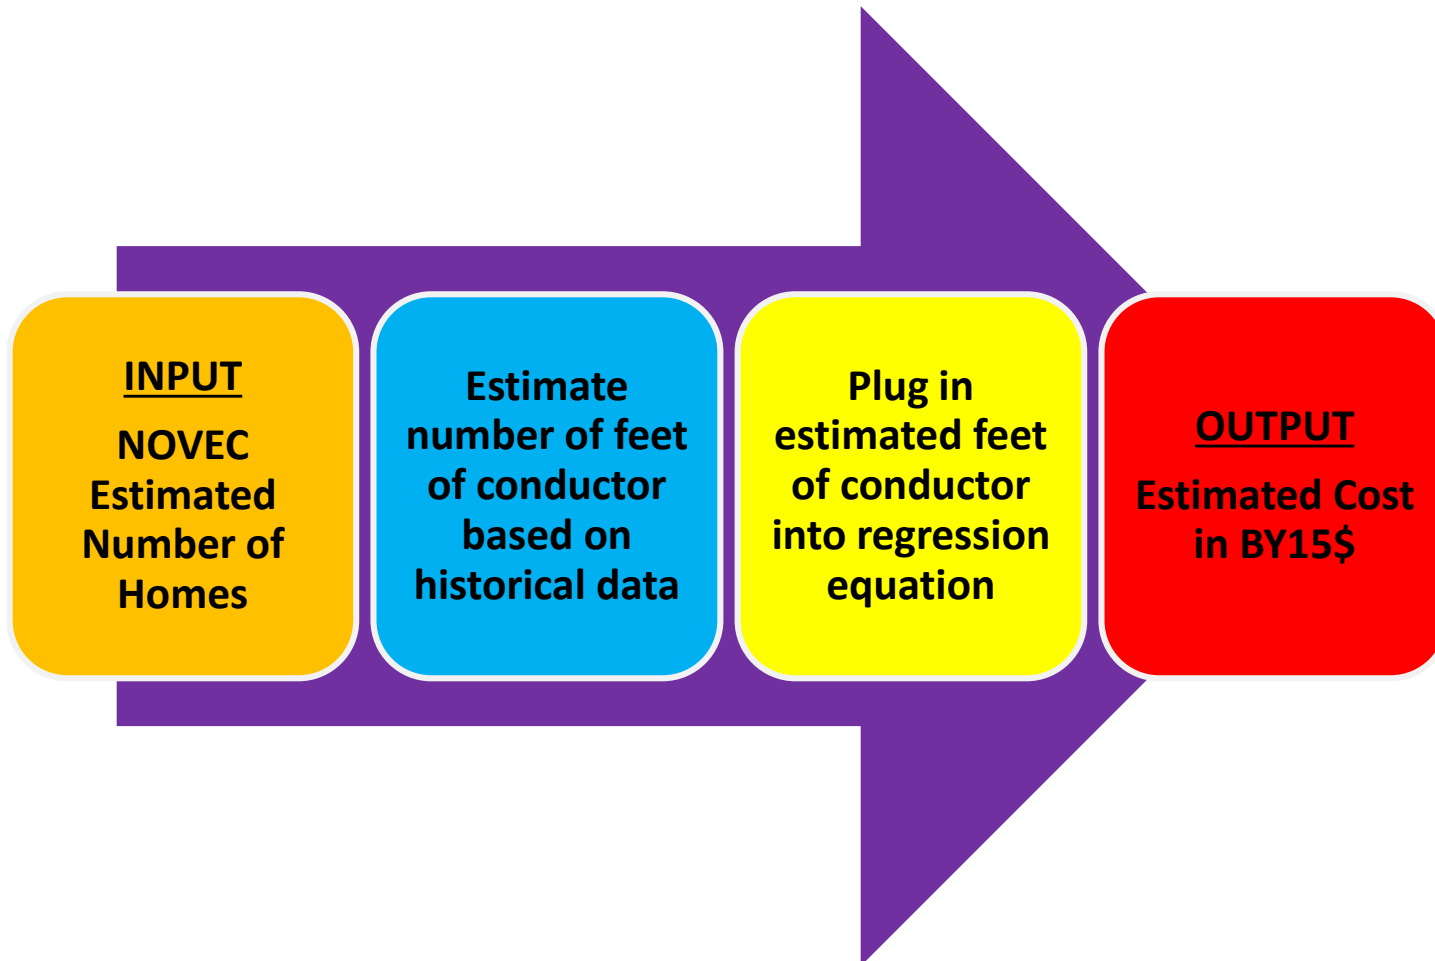 INPUT
NOVEC
Estimated
Number of
Homes
Estimate
number of feet
of conductor
based on
historical data
Plug in
estimated feet
of conductor
into regression
equation
OUTPUT
Estimated Cost
in BY15$